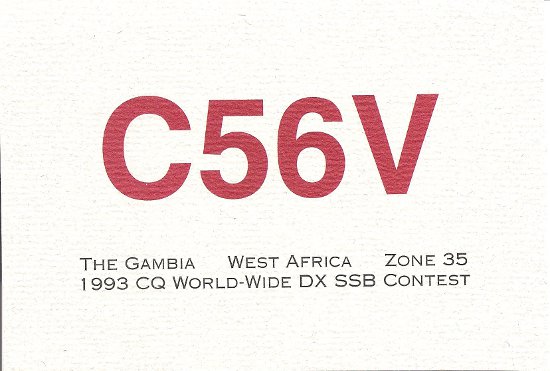 C56V
The Gambia West Africa Zone 35
1993 CQ World-Wide DX SSB Contest